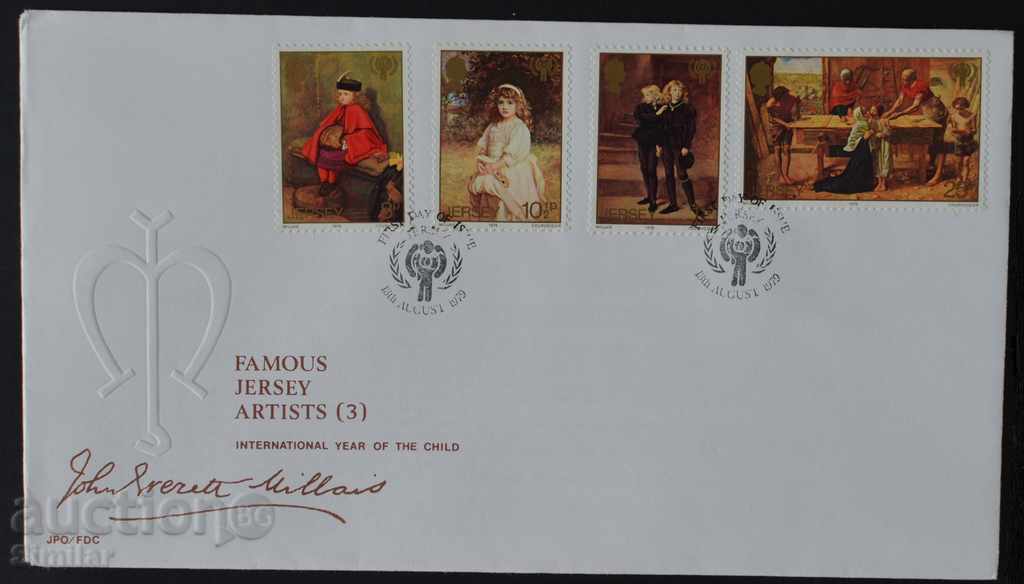 JERSEY
JERSEY 10½P
JERSEY
25P
FIRST DAY OF ISSUE
JERSEY
13th AUGUST 1979
FIRST DAY OF ISSUE
JERSEY
13th AUGUST 1979
FAMOUS
JERSEY
ARTISTS (3)
INTERNATIONAL YEAR OF THE CHILD
John Everett Millais
JPO/FDC
auction BG
Similar